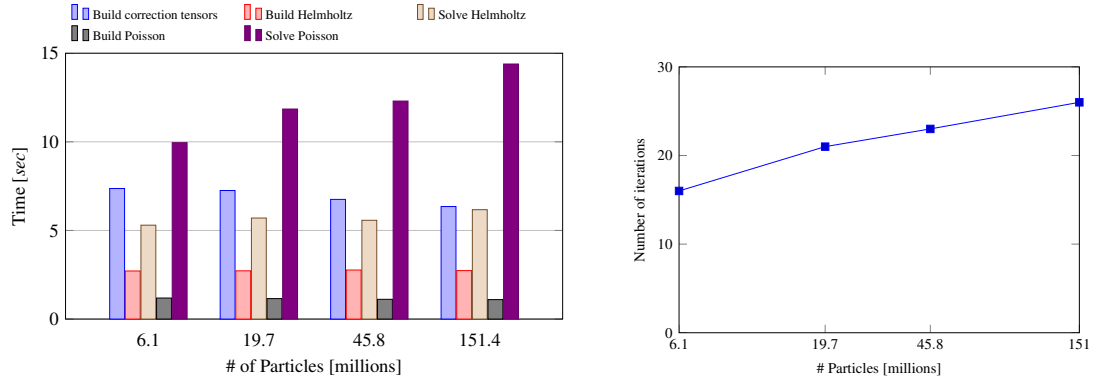 Build correction tensors Build Helmholtz Solve Helmholtz
Build Poisson Solve Poisson
15
10
5
0
Time [sec]
6.1 19.7 45.8 151.4
# of Particles [millions]
30
20
10
0
Number of iterations
6.1 19.7 45.8 151
# Particles [millions]